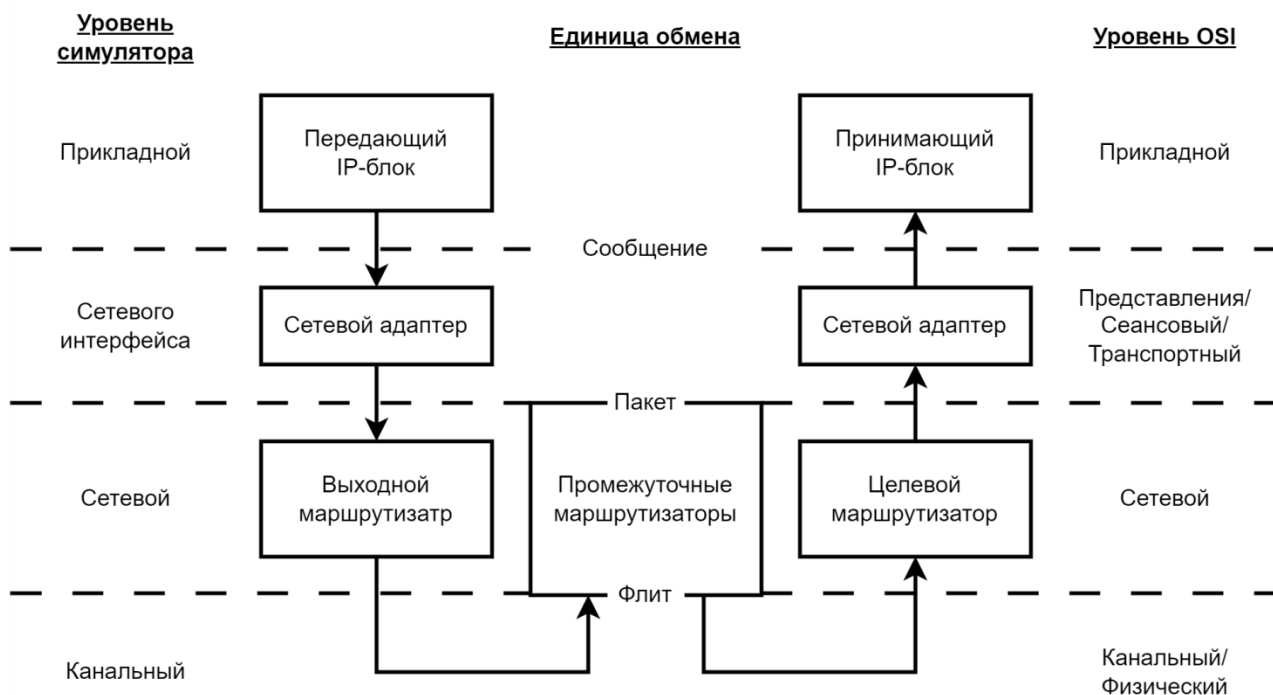 Уровень
симулятора
Единица обмена
Уровень OSI
Прикладной
Передающий
IP-блок
Принимающий
IP-блок
Прикладной
Сообщение
Сетевого
интерфейса
Сетевой адаптер
Сетевой адаптер
Представления/
Сеансовый/
Транспортный
Пакет
Сетевой
Выходной
маршрутизатр
Промежуточные
маршрутизаторы
Целевой
маршрутизатор
Сетевой
Флит
Канальный
Канальный/
Физический